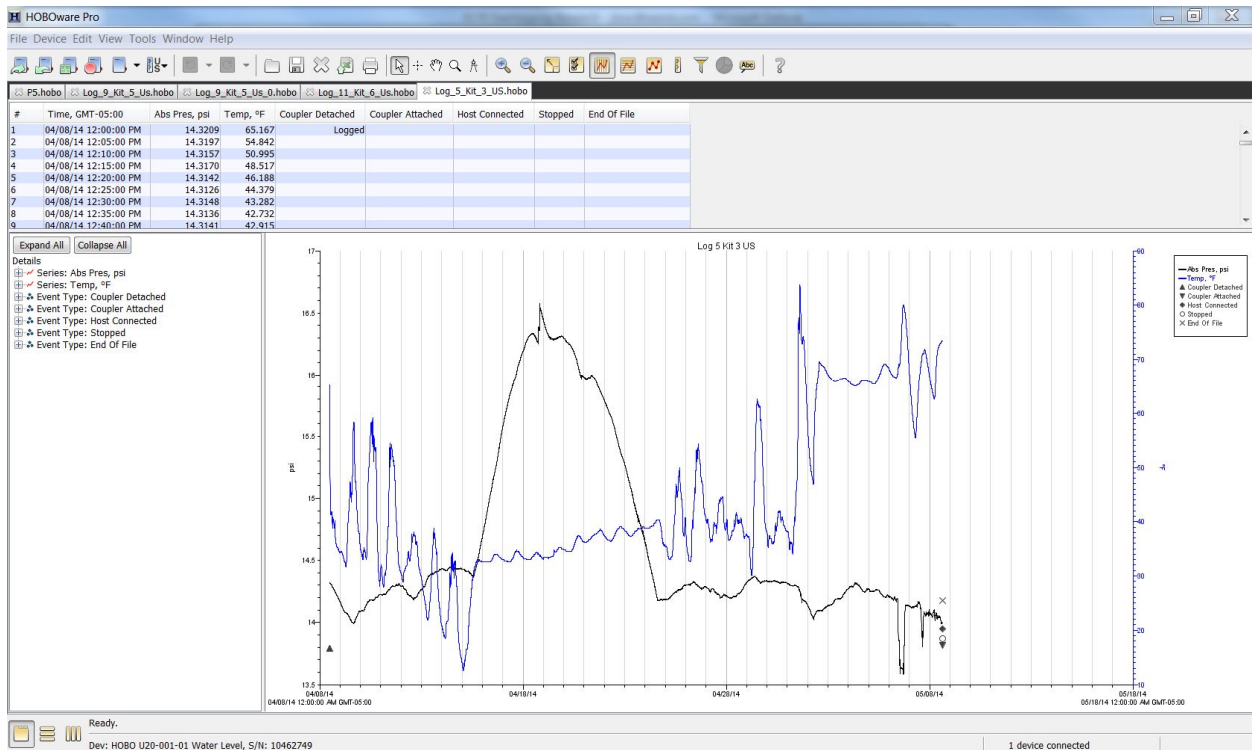 HOBOware Pro
File Device Edit View Tools Window Help
P5.hobo Log_9_Kit_5_Us.hobo Log_9_Kit_5_Us_0.hobo Log_11_Kit_6_Us.hobo Log_5_Kit_3_US.hobo
# Time, GMT-05:00 Abs Pres, psi Temp, °F Coupler Detached Coupler Attached Host Connected Stopped End Of File
1 04/08/14 12:00:00 PM 14.3209 65.167 Logged
2 04/08/14 12:05:00 PM 14.3197 54.842
3 04/08/14 12:10:00 PM 14.3157 50.995
4 04/08/14 12:15:00 PM 14.3170 48.517
5 04/08/14 12:20:00 PM 14.3142 46.188
6 04/08/14 12:25:00 PM 14.3126 44.379
7 04/08/14 12:30:00 PM 14.3148 43.282
8 04/08/14 12:35:00 PM 14.3136 42.732
9 04/08/14 12:40:00 PM 14.3141 42.915
Expand All Collapse All
Details
Series: Abs Pres, psi
Series: Temp, °F
Event Type: Coupler Detached
Event Type: Coupler Attached
Event Type: Host Connected
Event Type: Stopped
Event Type: End Of File
Log 5 Kit 3 US
17
16.5
16
15.5
15
14.5
14
13.5
psi
90
80
70
60
50
40
30
20
10
°F
Abs Pres, psi
Temp, °F
Coupler Detached
Coupler Attached
Host Connected
Stopped
End Of File
04/08/14 04/18/14 04/28/14 05/08/14 05/18/14
04/08/14 12:00:00 AM GMT-05:00 05/18/14 12:00:00 AM GMT-05:00
Ready.
Dev: HOBO U20-001-01 Water Level, S/N: 10462749 1 device connected